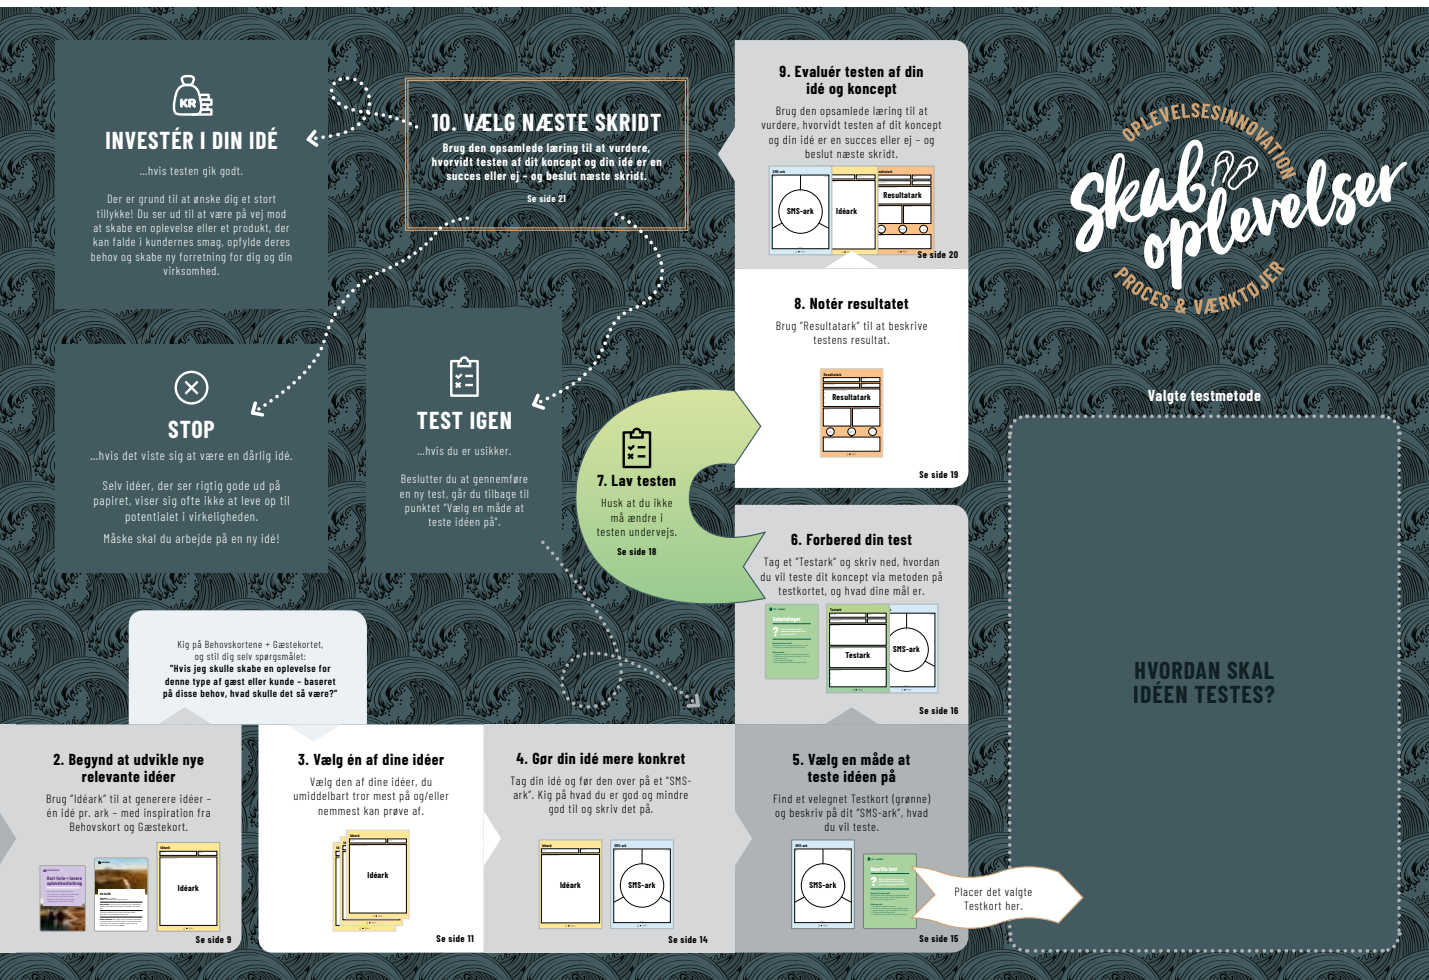 KR
INVESTÉR I DIN IDÉ
...hvis testen gik godt.
Der er grund til at ønske dig et stort
tillykke! Du ser ud til at være på vej mod
at skabe en oplevelse eller et produkt, der
kan falde i kundernes smag, opfylde deres
behov og skabe ny forretning for dig og din
virksomhed.
10. VÆLG NÆSTE SKRIDT
Brug den opsamlede læring til at vurdere,
hvorvidt testen af dit koncept og din idé er en
succes eller ej – og beslut næste skridt.
Se side 21
9. Evaluér testen af din
idé og koncept
Brug den opsamlede læring til at
vurdere, hvorvidt testen af dit koncept
og din idé er en succes eller ej – og
beslut næste skridt.
SMS-ark
SMS-ark
Idéark
Resultatark
Se side 20
OPLEVELSESINNOVATION
Skab
oplevelser
PROCES & VÆRKTØJER
8. Notér resultatet
Brug "Resultatark" til at beskrive
testens resultat.
Resultatark
Resultatark
Se side 19
STOP
...hvis det viste sig at være en dårlig idé.
Selv idéer, der ser rigtig gode ud på
papiret, viser sig ofte ikke at leve op til
potentialet i virkeligheden.
Måske skal du arbejde på en ny idé!
TEST IGEN
...hvis du er usikker.
Beslutter du at gennemføre
en ny test, går du tilbage til
punktet "Vælg en måde at
teste idéen på".
7. Lav testen
Husk at du ikke
må ændre i
testen undervejs.
Se side 18
6. Forbered din test
Tag et "Testark" og skriv ned, hvordan
du vil teste dit koncept via metoden på
testkortet, og hvad dine mål er.
Anbefalinger
Testark
Testark
SMS-ark
SMS-ark
Se side 16
Valgte testmetode
HVORDAN SKAL
IDÉEN TESTES?
Kig på Behovskortene + Gæstekortet,
og stil dig selv spørgsmålet:
"Hvis jeg skulle skabe en oplevelse for
denne type af gæst eller kunde – baseret
på disse behov, hvad skulle det så være?"
2. Begynd at udvikle nye
relevante idéer
Brug "Idéark" til at generere idéer –
én idé pr. ark – med inspiration fra
Behovskort og Gæstekort.
Idéark
Idéark
Se side 9
3. Vælg én af dine idéer
Vælg den af dine idéer, du
umiddelbart tror mest på og/eller
nemmest kan prøve af.
Idéark
Idéark
Se side 11
4. Gør din idé mere konkret
Tag din idé og før den over på et "SMS-
ark". Kig på hvad du er god og mindre
god til og skriv det på.
Idéark
Idéark
SMS-ark
SMS-ark
Se side 14
5. Vælg en måde at
teste idéen på
Find et velegnet Testkort (grønne)
og beskriv på dit "SMS-ark", hvad
du vil teste.
SMS-ark
SMS-ark
Se side 15
Placer det valgte
Testkort her.